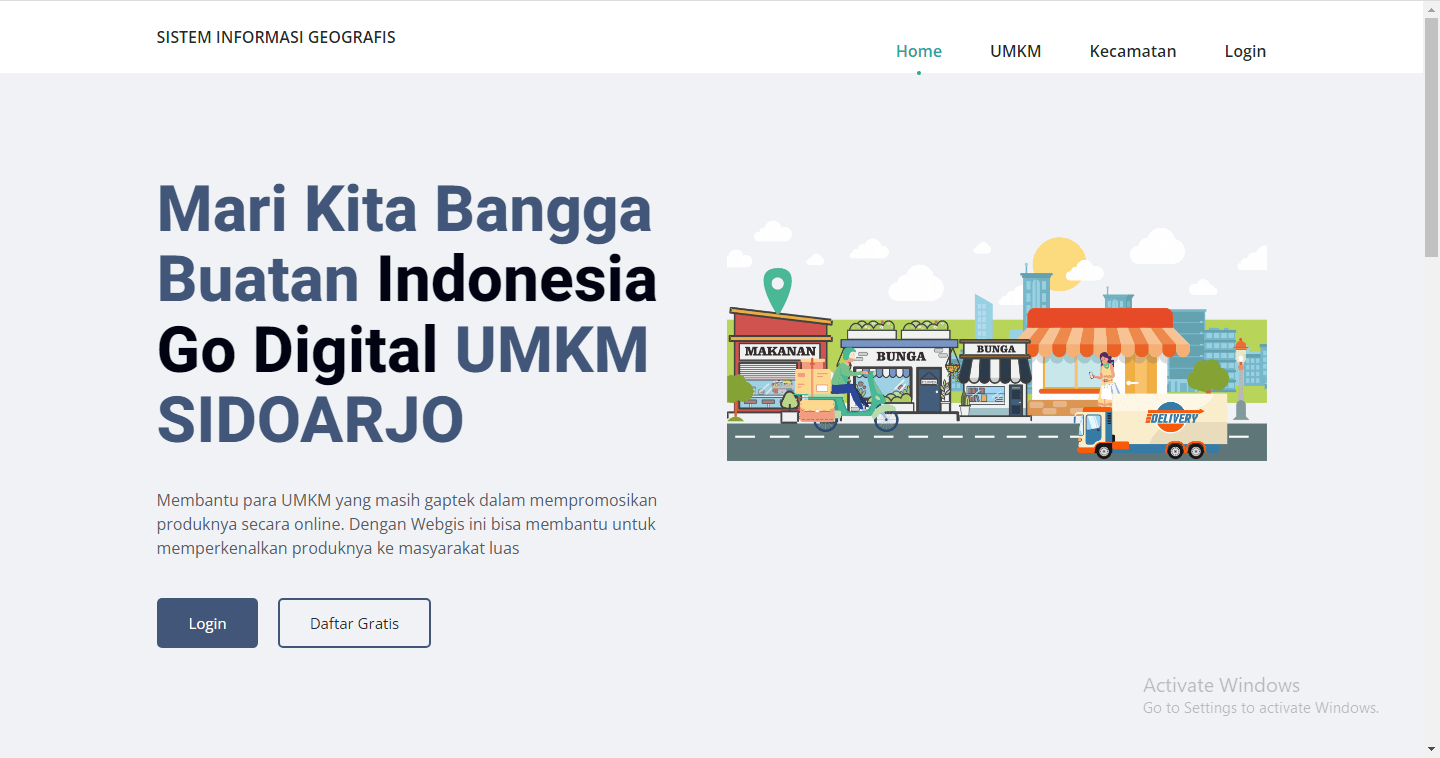 SISTEM INFORMASI GEOGRAFIS
Home UMKM Kecamatan Login
Mari Kita Bangga
Buatan Indonesia
Go Digital UMKM
SIDOARJO
Membantu para UMKM yang masih gaptek dalam mempromosikan
produknya secara online. Dengan Webgis ini bisa membantu untuk
memperkenalkan produknya ke masyarakat luas
Login Daftar Gratis
MAKANAN
BUNGA
BUNGA
DELIVERY
Activate Windows
Go to Settings to activate Windows.